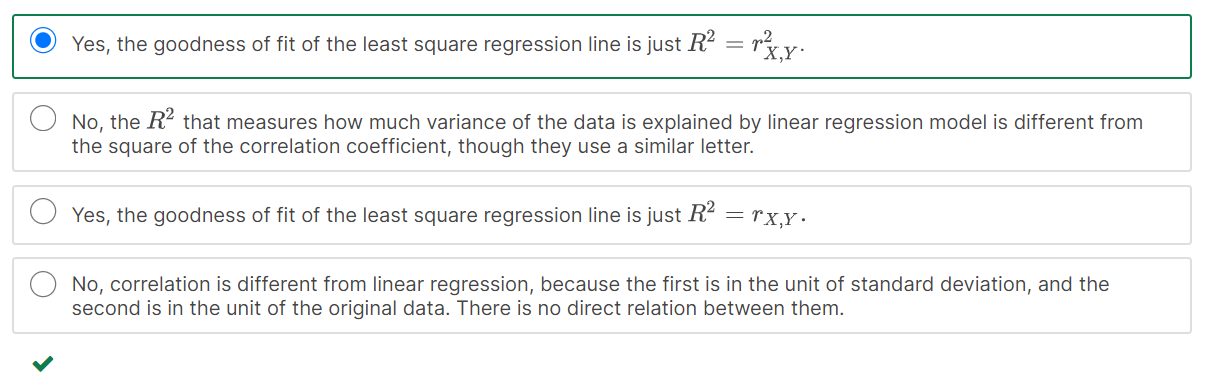 Yes, the goodness of fit of the least square regression line is just $R^2 = r^2_{X,Y}$.
No, the $R^2$ that measures how much variance of the data is explained by linear regression model is different from
the square of the correlation coefficient, though they use a similar letter.
Yes, the goodness of fit of the least square regression line is just $R^2 = r_{X,Y}$.
No, correlation is different from linear regression, because the first is in the unit of standard deviation, and the
second is in the unit of the original data. There is no direct relation between them.